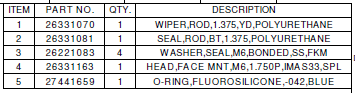 ITEM PART NO. QTY. DESCRIPTION
1 26331070 1 WIPER,ROD,1.375,YD,POLYURETHANE
2 26331081 1 SEAL,ROD,BT,1.375,POLYURETHANE
3 26221083 4 WASHER,SEAL,M6,BONDED,SS,FKM
4 26331163 1 HEAD,FACE MNT,M6,1.750P,IMAS33,SPL
5 27441659 1 O-RING,FLUOROSILICONE,-042,BLUE